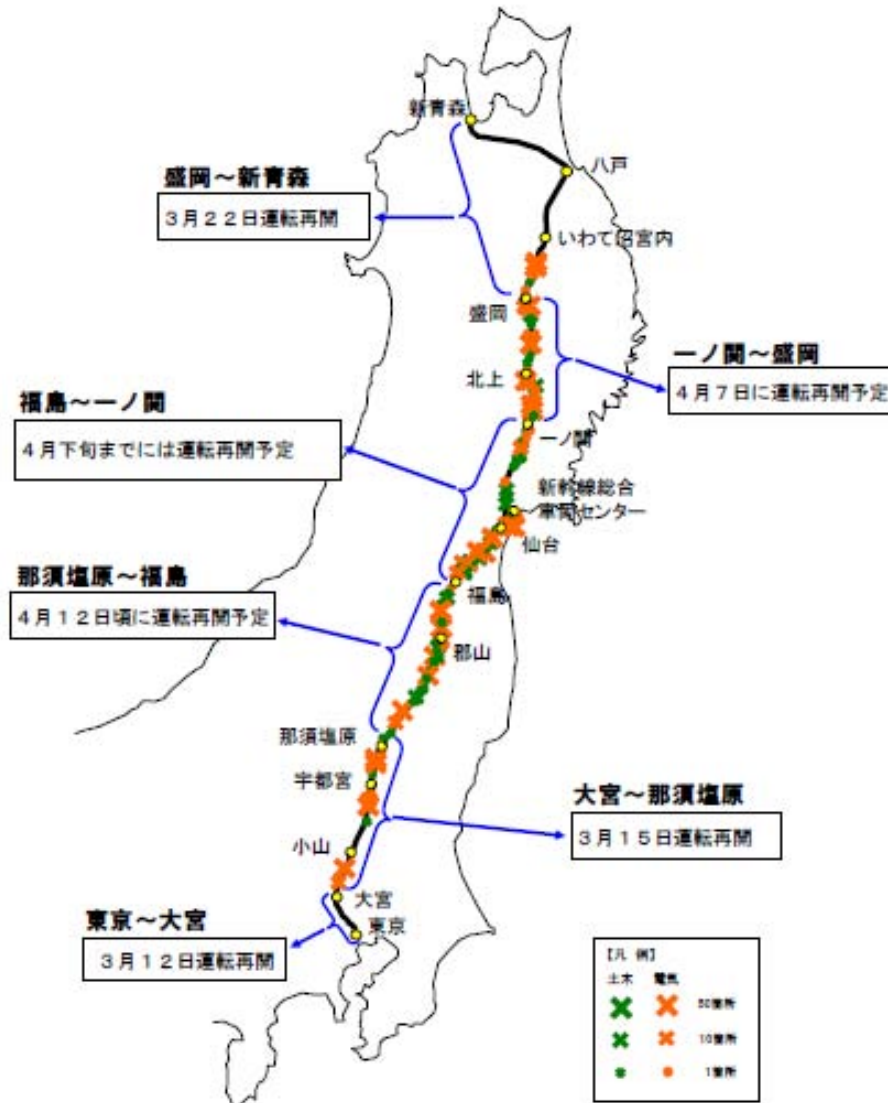 新青森
八戸
盛岡～新青森
3月22日運転再開
いわて沼宮内
盛岡
一ノ関～盛岡
4月7日に運転再開予定
北上
福島～一ノ関
4月下旬までには運転再開予定
一ノ関
新幹線総合
車両センター
仙台
那須塩原～福島
4月12日頃に運転再開予定
福島
郡山
那須塩原
宇都宮
大宮～那須塩原
3月15日運転再開
小山
大宮
東京～大宮
東京
3月12日運転再開
【凡 例】
土木 電気
50箇所
10箇所
1箇所